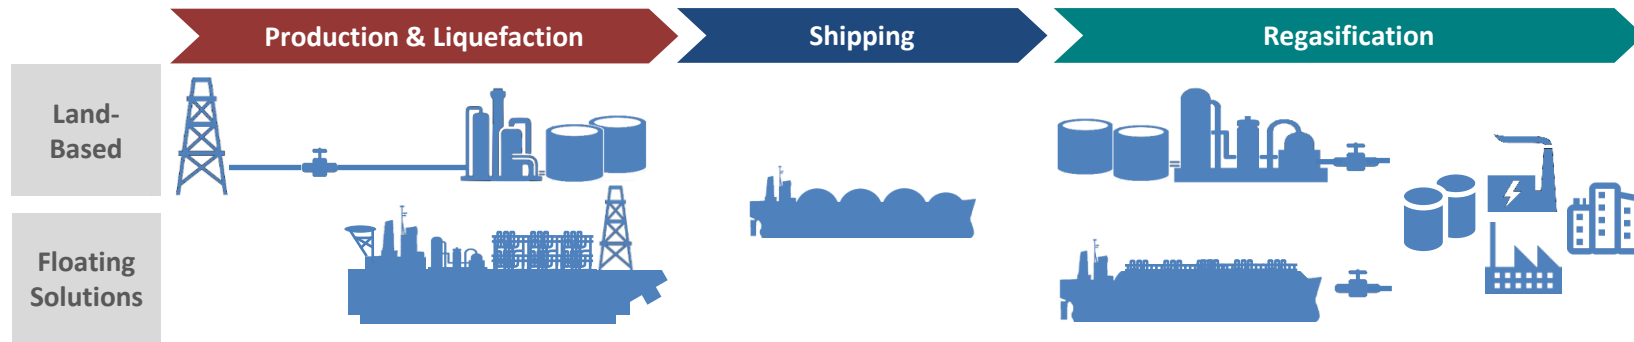 Production & Liquefaction
Shipping
Regasification
Land-
Based
Floating
Solutions